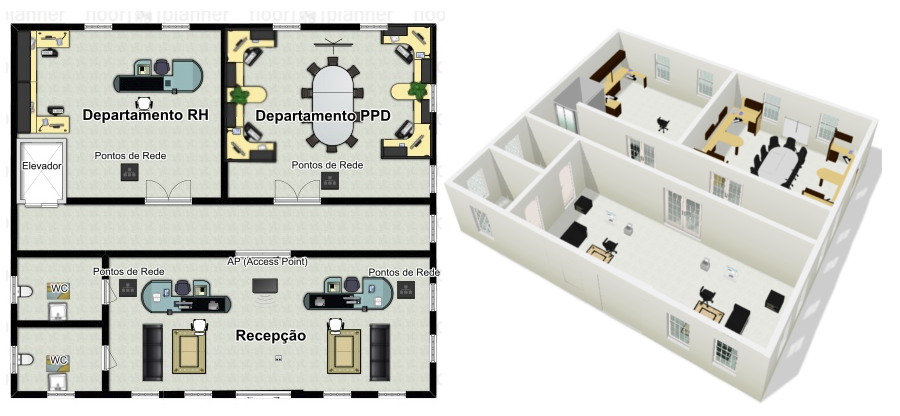 floorplanner
Departamento RH
Departamento PPD
Elevador
Pontos de Rede
Pontos de Rede
AP (Access Point)
Pontos de Rede
Pontos de Rede
WC
Recepção
WC